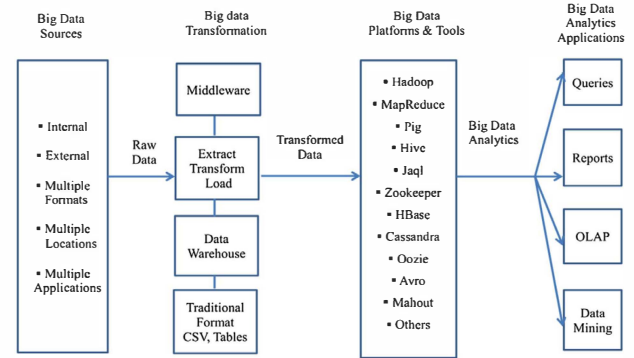 Big Data
Sources
▪ Internal
▪ External
▪ Multiple
Formats
▪ Multiple
Locations
▪ Multiple
Applications
Raw
Data
Big data
Transformation
Middleware
Extract
Transform
Load
Data
Warehouse
Traditional
Format
CSV, Tables
Transformed
Data
Big Data
Platforms & Tools
▪ Hadoop
▪ MapReduce
▪ Pig
▪ Hive
▪ Jaql
▪ Zookeeper
▪ HBase
▪ Cassandra
▪ Oozie
▪ Avro
▪ Mahout
▪ Others
Big Data
Analytics
Big Data
Analytics
Applications
Queries
Reports
OLAP
Data
Mining